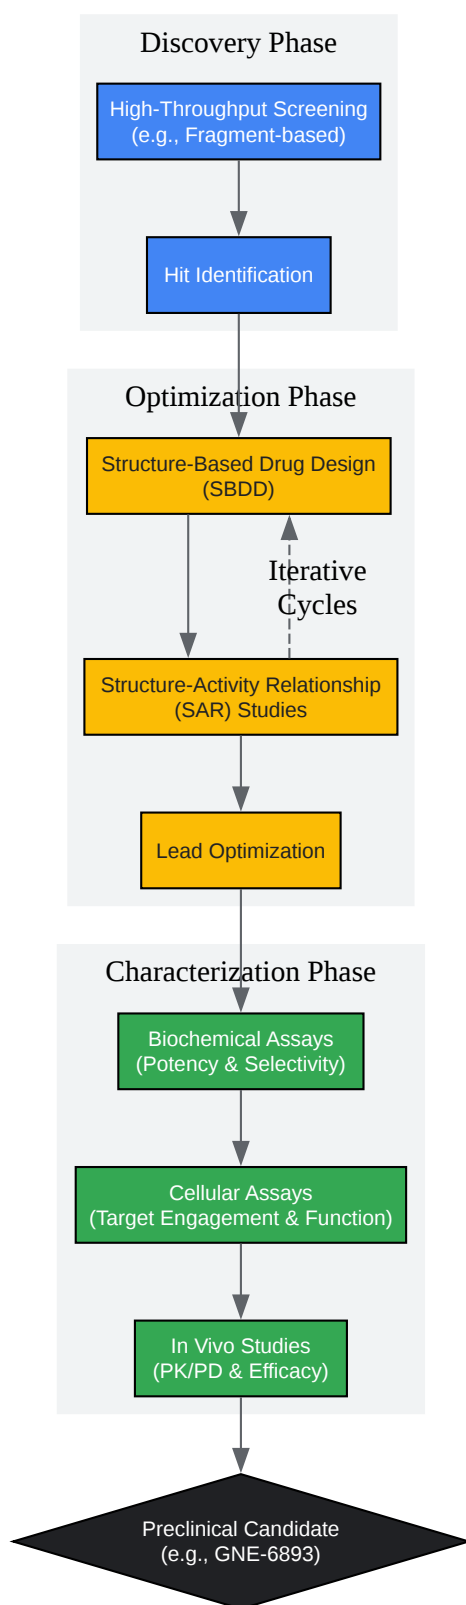 Discovery Phase
High-Throughput Screening
(e.g., Fragment-based)
Hit Identification
Optimization Phase
Structure-Based Drug Design
(SBDD)
Iterative
Cycles
Structure-Activity Relationship
(SAR) Studies
Lead Optimization
Characterization Phase
Biochemical Assays
(Potency & Selectivity)
Cellular Assays
(Target Engagement & Function)
In Vivo Studies
(PK/PD & Efficacy)
Preclinical Candidate
(e.g., GNE-6893)